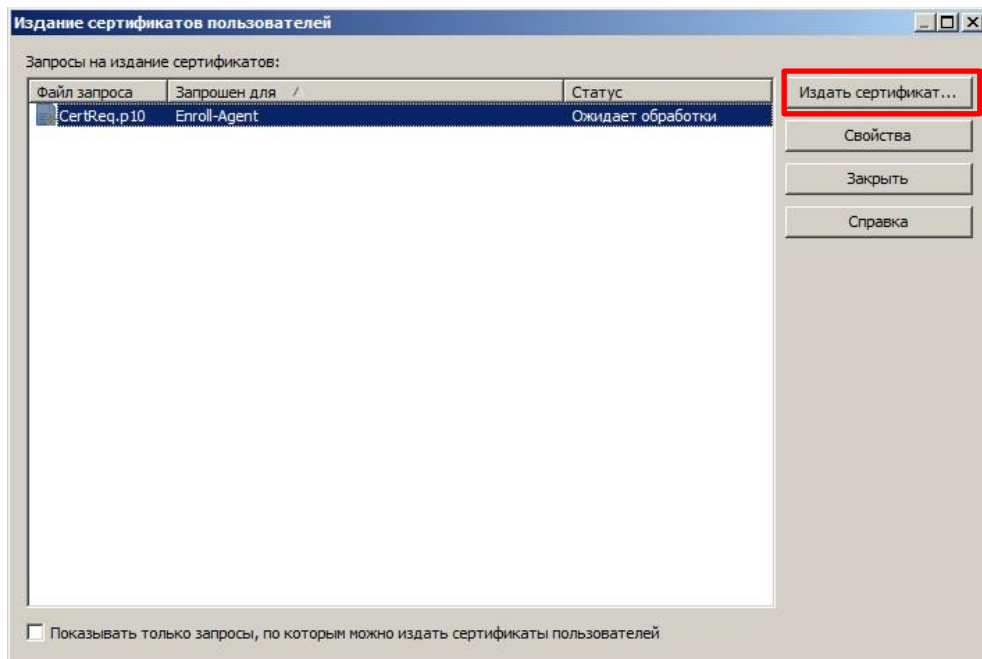 Издание сертификатов пользователей
Запросы на издание сертификатов:
Файл запроса Запрошен для Статус
CertReq.p10 Enroll-Agent Ожидает обработки
Издать сертификат...
Свойства
Закрыть
Справка
Показывать только запросы, по которым можно издать сертификаты пользователей